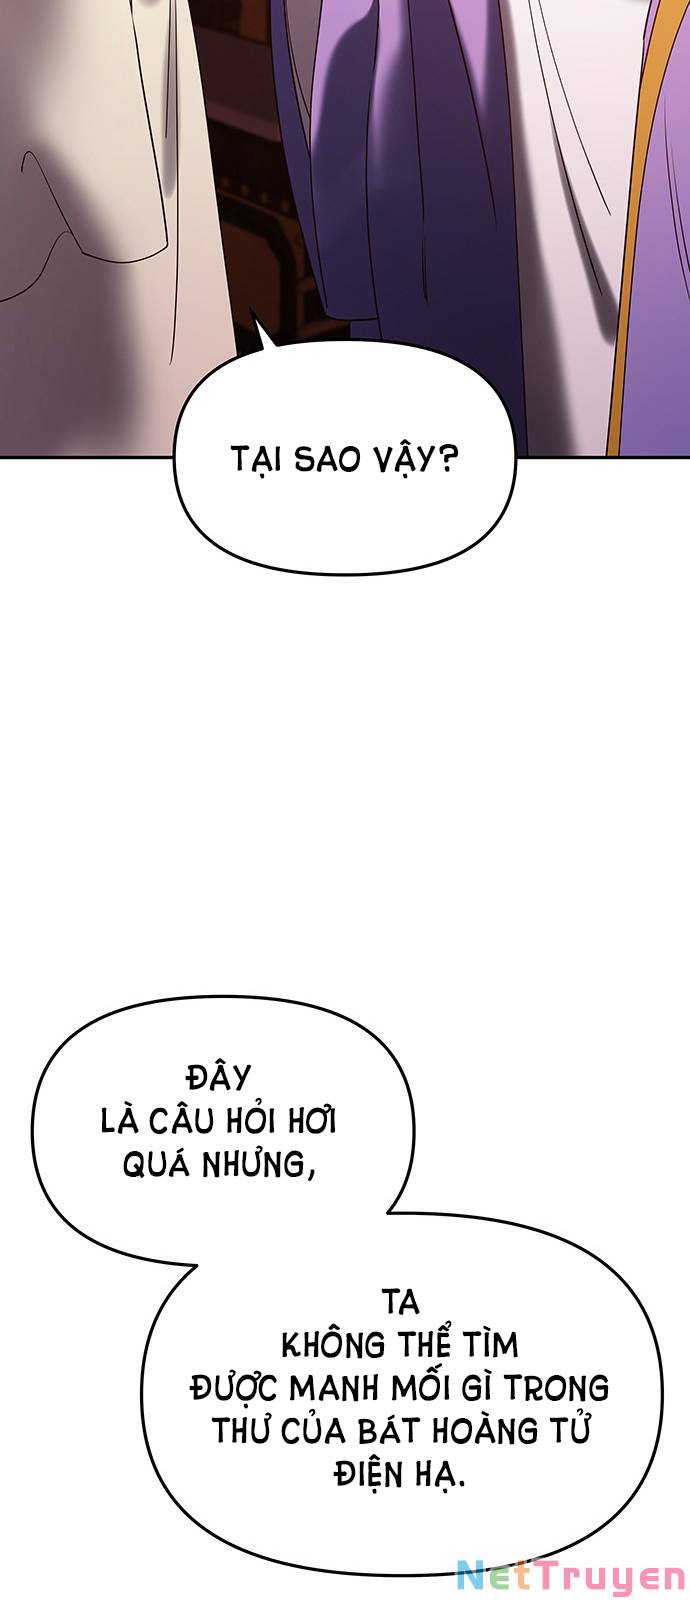 TẠI SAO VẬY?
ĐÂY
LÀ CÂU HỎI HƠI
QUÁ NHƯNG,
TA
KHÔNG THỂ TÌM
ĐƯỢC MANH MỐI GÌ TRONG
THƯ CỦA BÁT HOÀNG TỬ
ĐIỆN HẠ.
NetTruyen